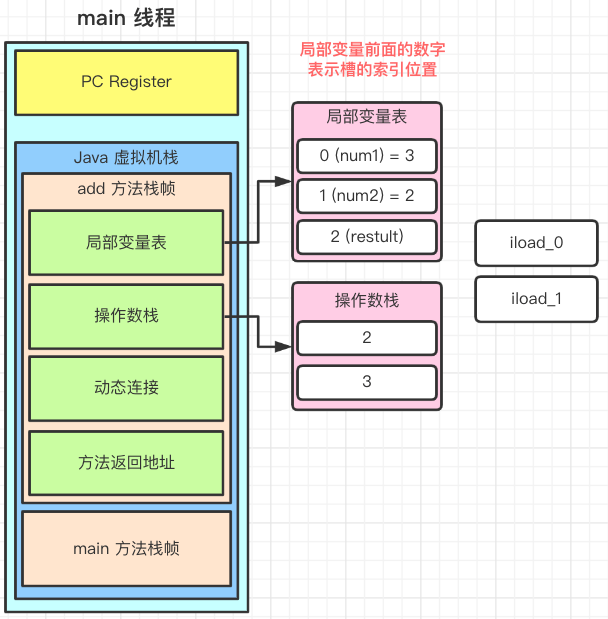 main 线程
PC Register
Java 虚拟机栈
add 方法栈帧
局部变量表
操作数栈
动态连接
方法返回地址
main 方法栈帧
局部变量前面的数字
表示槽的索引位置
局部变量表
0 (num1) = 3
1 (num2) = 2
2 (restult)
操作数栈
2
3
iload_0
iload_1